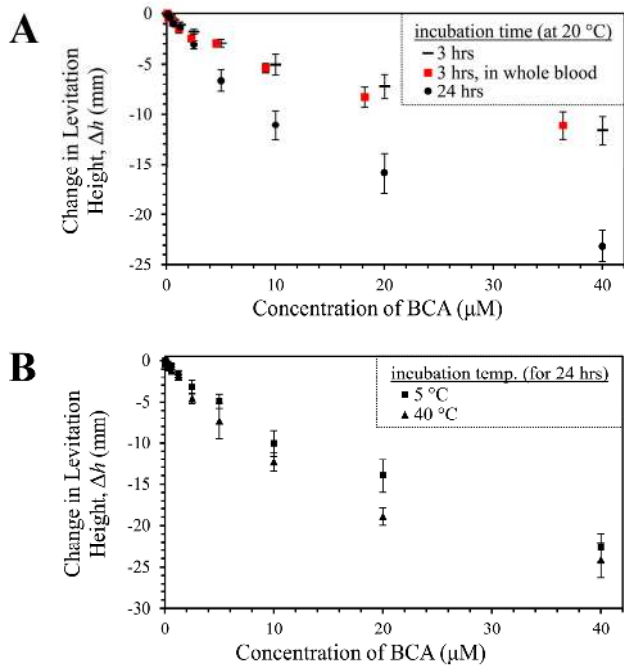 A
incubation time (at 20 °C)
3 hrs
3 hrs, in whole blood
24 hrs
0
-5
-10
-15
-20
-25
Change in Levitation
Height, Δh (mm)
0
10
20
30
40
Concentration of BCA (μM)
B
incubation temp. (for 24 hrs)
5 °C
40 °C
0
-5
-10
-15
-20
-25
-30
Change in Levitation
Height, Δh (mm)
0
10
20
30
40
Concentration of BCA (μM)